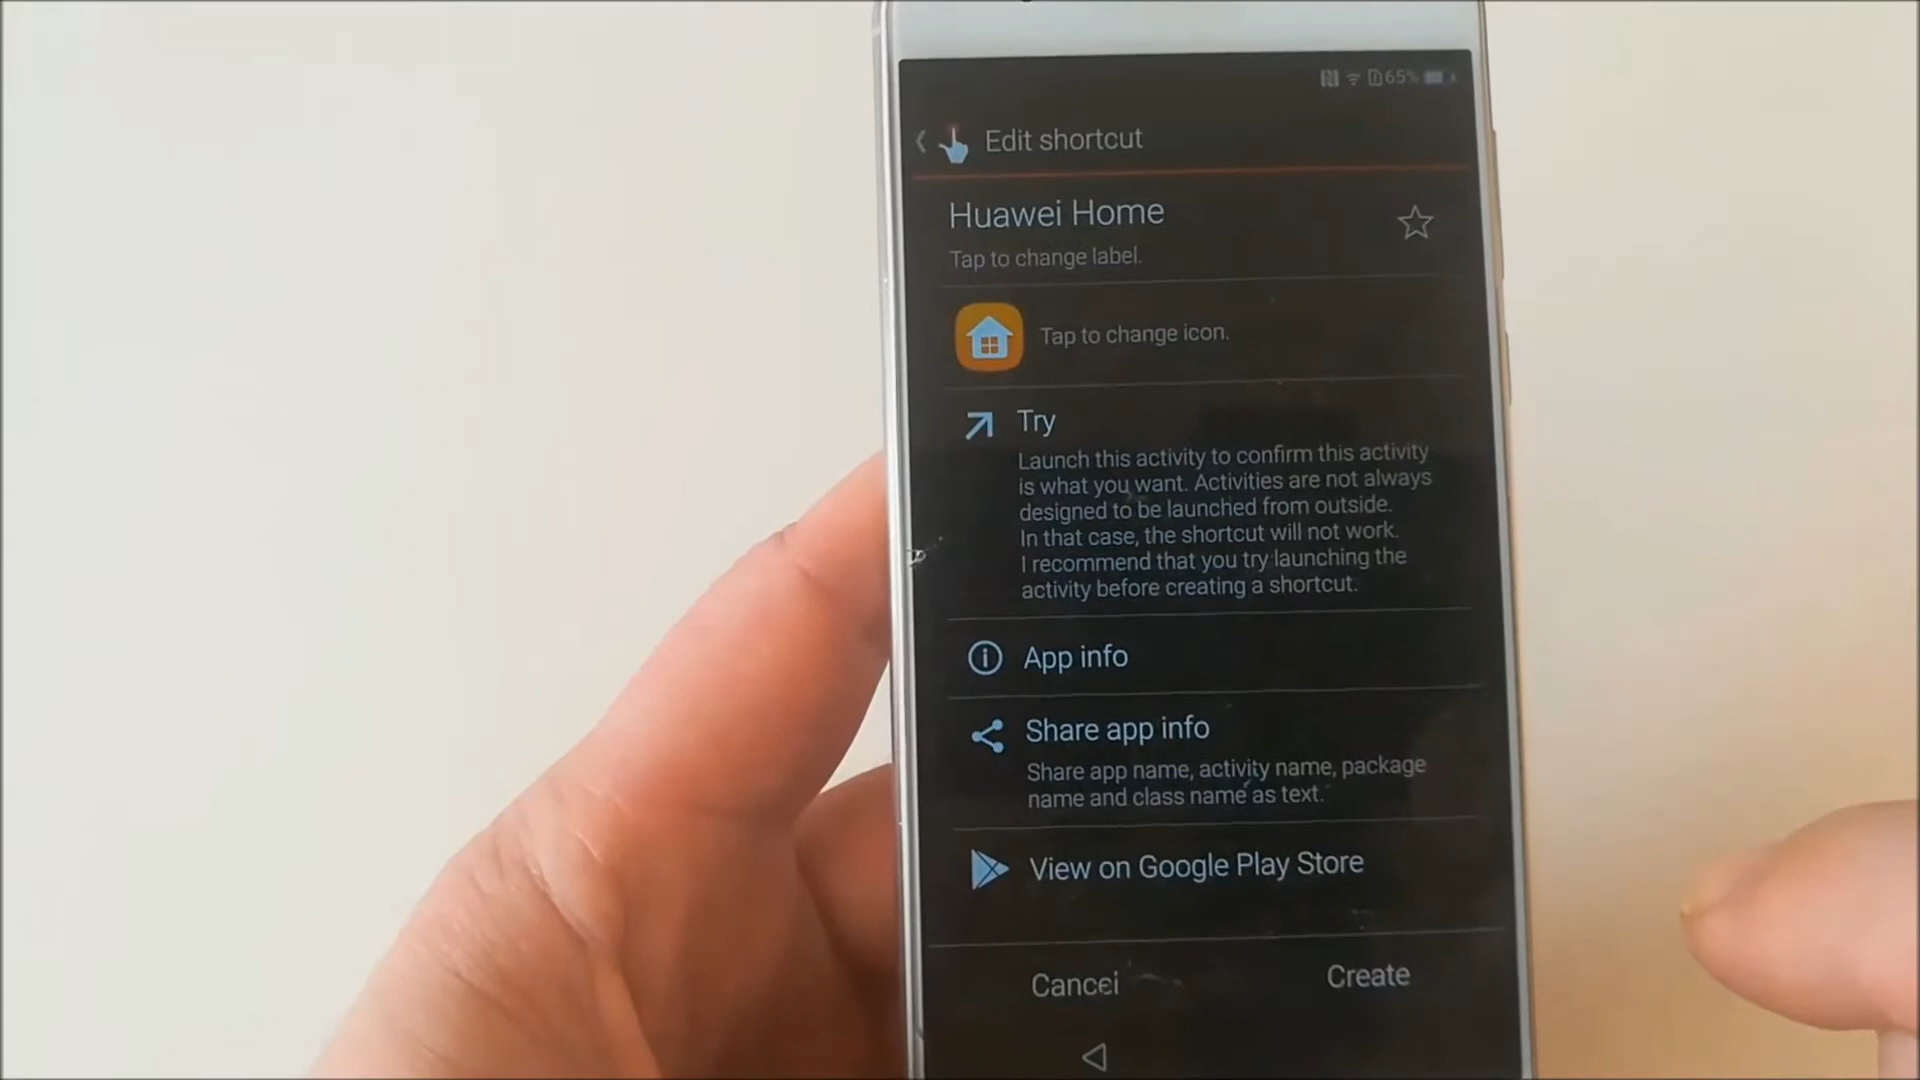 65%
Edit shortcut
Huawei Home
Tap to change label.
Tap to change icon.
Try
Launch this activity to confirm this activity
is what you want. Activities are not always
designed to be launched from outside.
In that case, the shortcut will not work.
I recommend that you try launching the
activity before creating a shortcut.
App info
Share app info
Share app name, activity name, package
name and class name as text.
View on Google Play Store
Cancel
Create